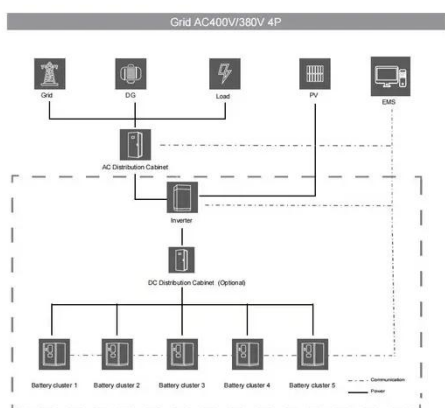 Grid AC400V/380V 4P
Grid
DG
Load
PV
EMS
AC Distribution Cabinet
Inverter
DC Distribution Cabinet (Optional)
Battery cluster 1
Battery cluster 2
Battery cluster 3
Battery cluster 4
Battery cluster 5
Communication
Power